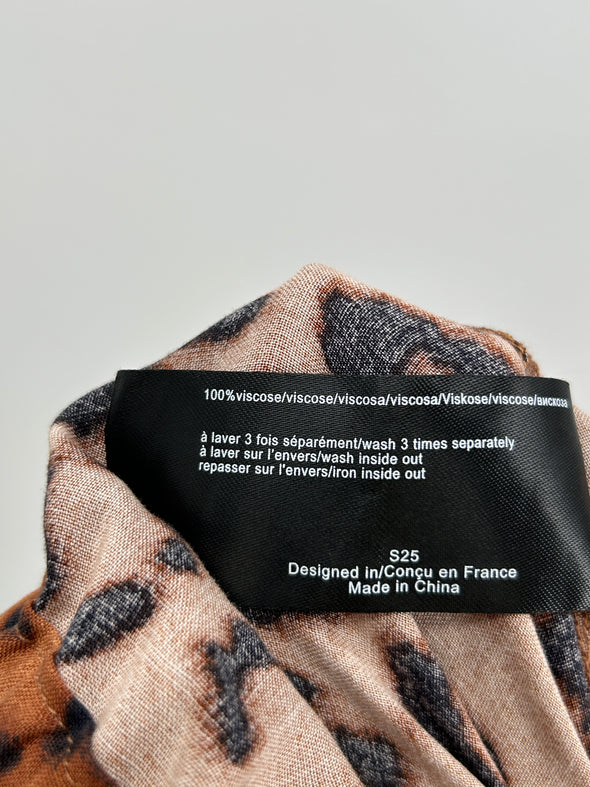 100%viscose/viscose/viscosa/viscosa/Viskose/viscose/вискоза
à laver 3 fois séparément/wash 3 times separately
à laver sur l'envers/wash inside out
repasser sur l'envers/iron inside out
S25
Designed in/Conçu en France
Made in China